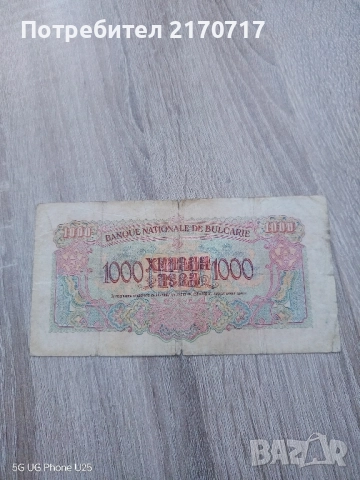 Потребител 2170717
1000 1000
BANQUE NATIONALE DE BULGARIE
1000 ХИЛЯДИ 1000
ЛЕВА
5G UG Phone U25
BAZAR